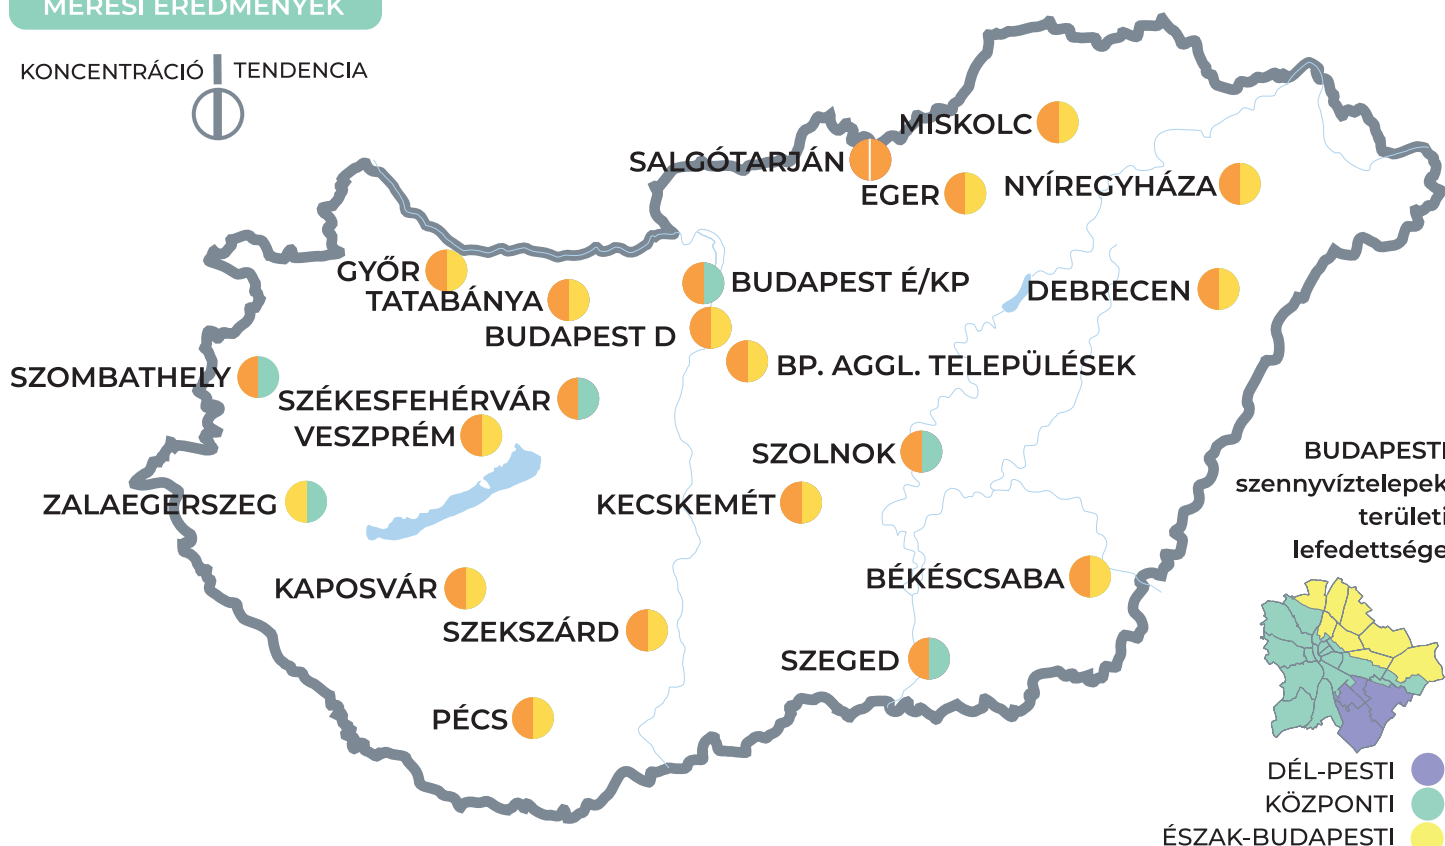 MÉRÉSI EREDMÉNYEK
KONCENTRÁCIÓ
TENDENCIA
MISKOLC
SALGÓTARJÁN
EGER
NYÍREGYHÁZA
GYŐR
TATABÁNYA
BUDAPEST É/KP
DEBRECEN
BUDAPEST D
BP. AGGL. TELEPÜLÉSEK
SZOMBATHELY
SZÉKESFEHÉRVÁR
VESZPRÉM
SZOLNOK
ZALAEGERSZEG
KECSKEMÉT
KAPOSVÁR
BÉKÉSCSABA
SZEKSZÁRD
SZEGED
PÉCS
BUDAPESTI
szennyvíztelepek
területi
lefedettsége
DÉL-PESTI
KÖZPONTI
ÉSZAK-BUDAPESTI